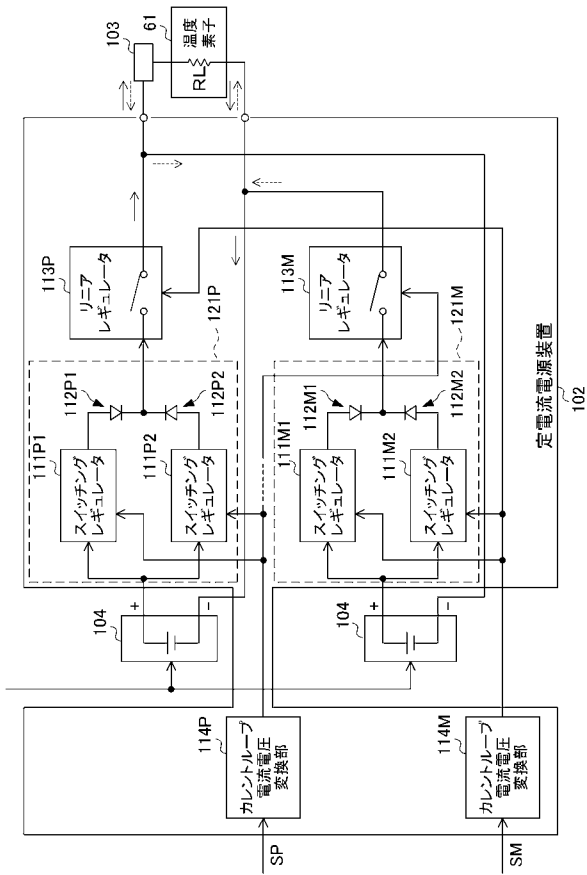 103
61
温度
素子
RL
113P
リニア
レギュレータ
121P
112P1
112P2
111P1
スイッチング
レギュレータ
111P2
スイッチング
レギュレータ
104
+
-
114P
カレントループ
電流電圧
変換部
SP
113M
リニア
レギュレータ
121M
112M1
112M2
111M1
スイッチング
レギュレータ
111M2
スイッチング
レギュレータ
104
+
-
114M
カレントループ
電流電圧
変換部
SM
定電流電源装置
102